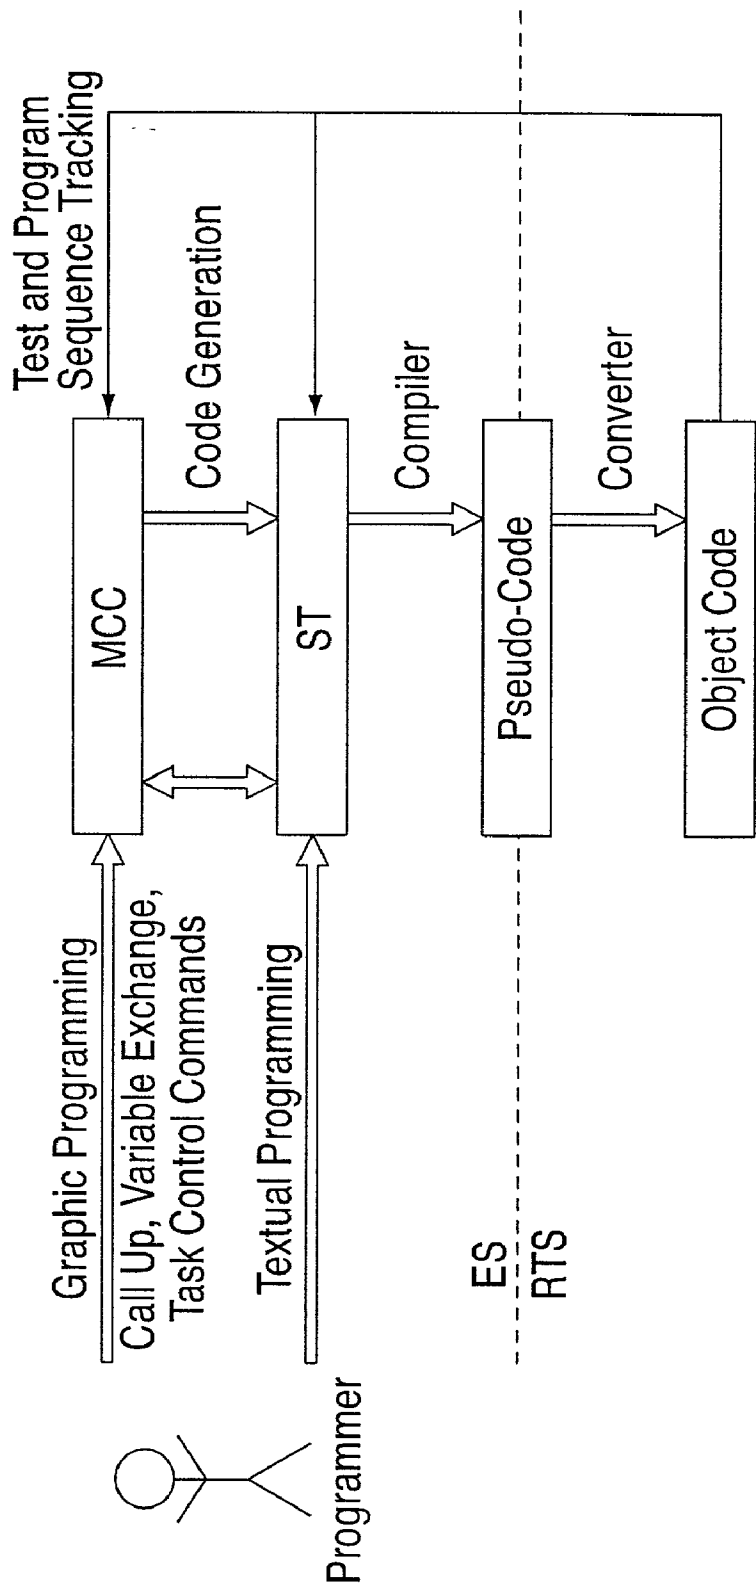 Graphic Programming
Call Up, Variable Exchange,
Task Control Commands
Test and Program
Sequence Tracking
MCC
Code Generation
Programmer
Textual Programming
ST
Compiler
ES
RTS
Pseudo-Code
Converter
Object Code